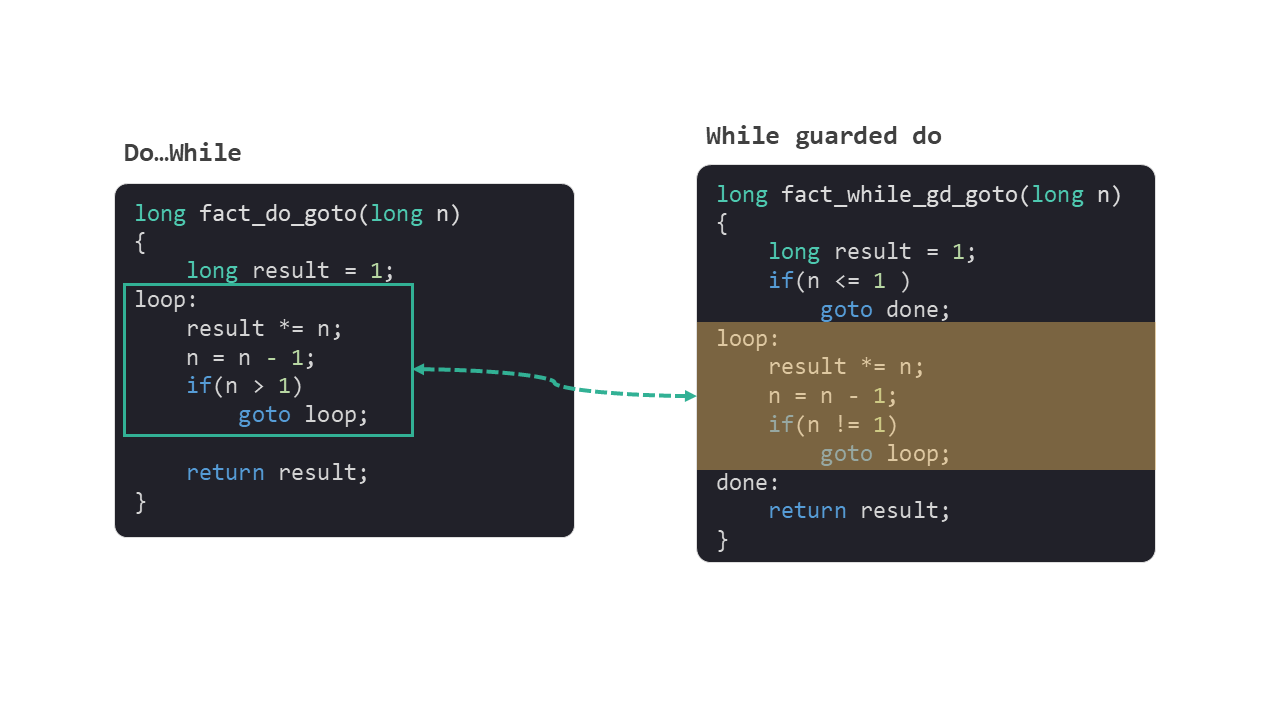 Do…While
long fact_do_goto(long n)
{
    long result = 1;
loop:
    result *= n;
    n = n - 1;
    if(n > 1)
        goto loop;
    return result;
}
While guarded do
long fact_while_gd_goto(long n)
{
    long result = 1;
    if(n <= 1 )
        goto done;
loop:
    result *= n;
    n = n - 1;
    if(n != 1)
        goto loop;
done:
    return result;
}